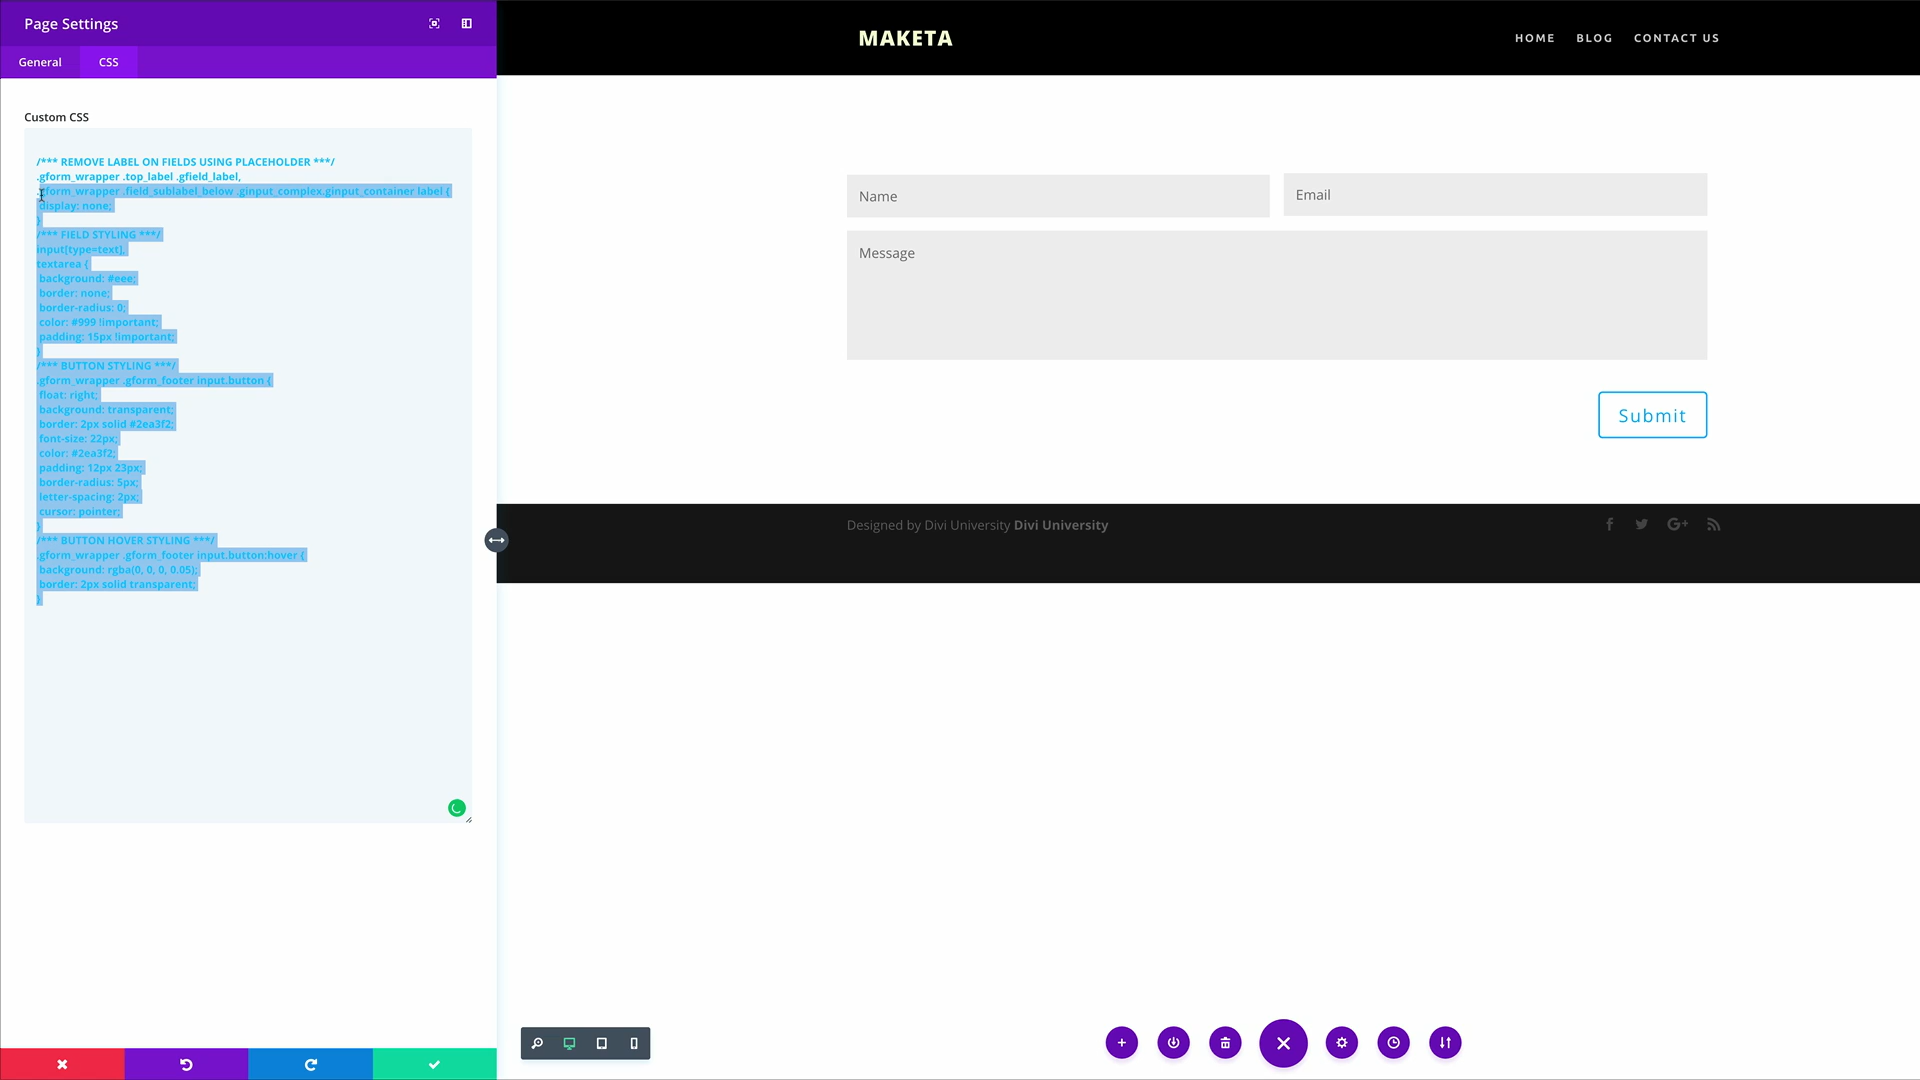 Page Settings
General
CSS
Custom CSS
/*** REMOVE LABEL ON FIELDS USING PLACEHOLDER ***/
.gform_wrapper .top_label .gfield_label,
.gform_wrapper .field_sublabel_below .ginput_complex.ginput_container label {
display: none;
}
/*** FIELD STYLING ***/
input[type=text],
textarea {
background: #eee;
border: none;
border-radius: 0;
color: #999 !important;
padding: 15px !important;
}
/*** BUTTON STYLING ***/
.gform_wrapper .gform_footer input.button {
float: right;
background: transparent;
border: 2px solid #2ea3f2;
font-size: 22px;
color: #2ea3f2;
padding: 12px 23px;
border-radius: 5px;
letter-spacing: 2px;
cursor: pointer;
}
/*** BUTTON HOVER STYLING ***/
.gform_wrapper .gform_footer input.button:hover {
background: rgba(0, 0, 0, 0.05);
border: 2px solid transparent;
}
MAKETA
HOME BLOG CONTACT US
Name
Email
Message
Submit
Designed by Divi University Divi University